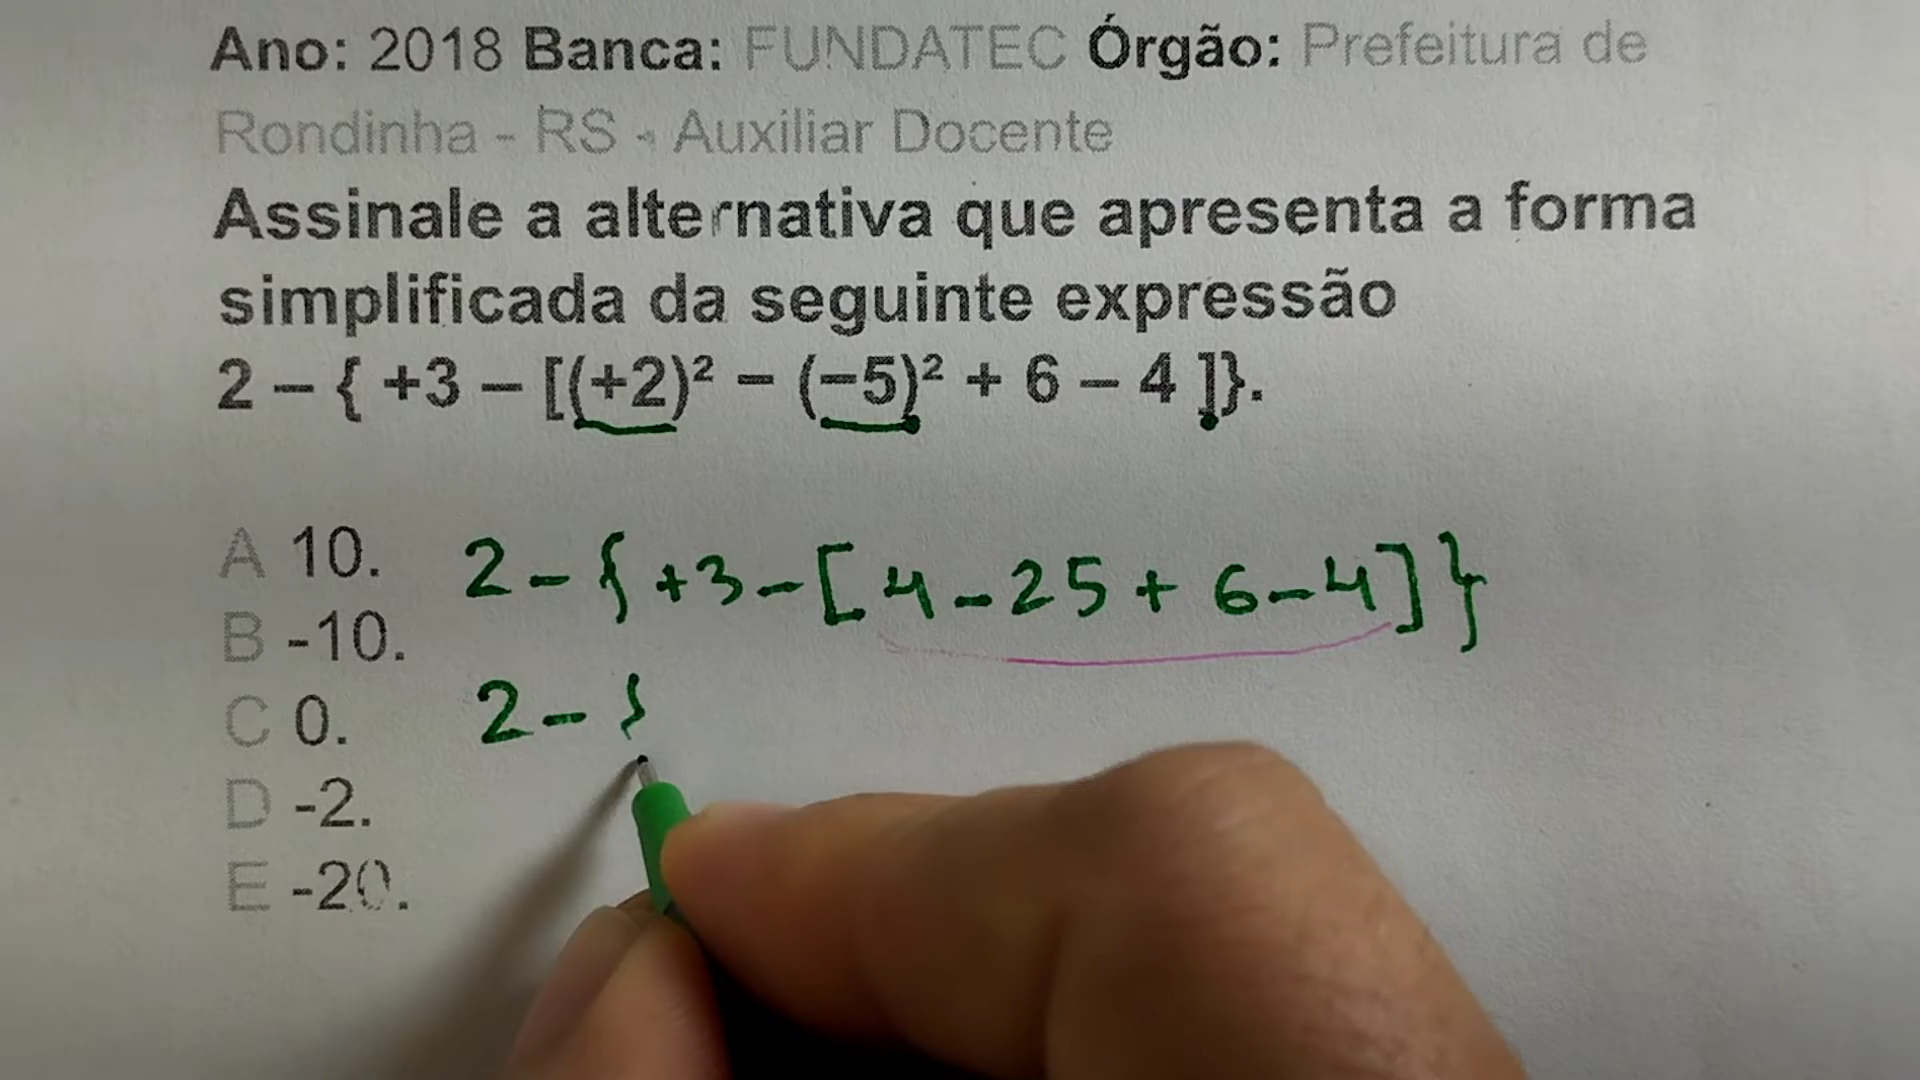 Ano: 2018 Banca: FUNDATEC Órgão: Prefeitura de
Rondinha - RS - Auxiliar Docente
Assinale a alternativa que apresenta a forma
simplificada da seguinte expressão
2 – { +3 – [(+2)² – (–5)² + 6 – 4 ]}.
A 10.
2-{+3-[4-25+6-4]}
B -10.
C 0.
2-{
D -2.
E -20.